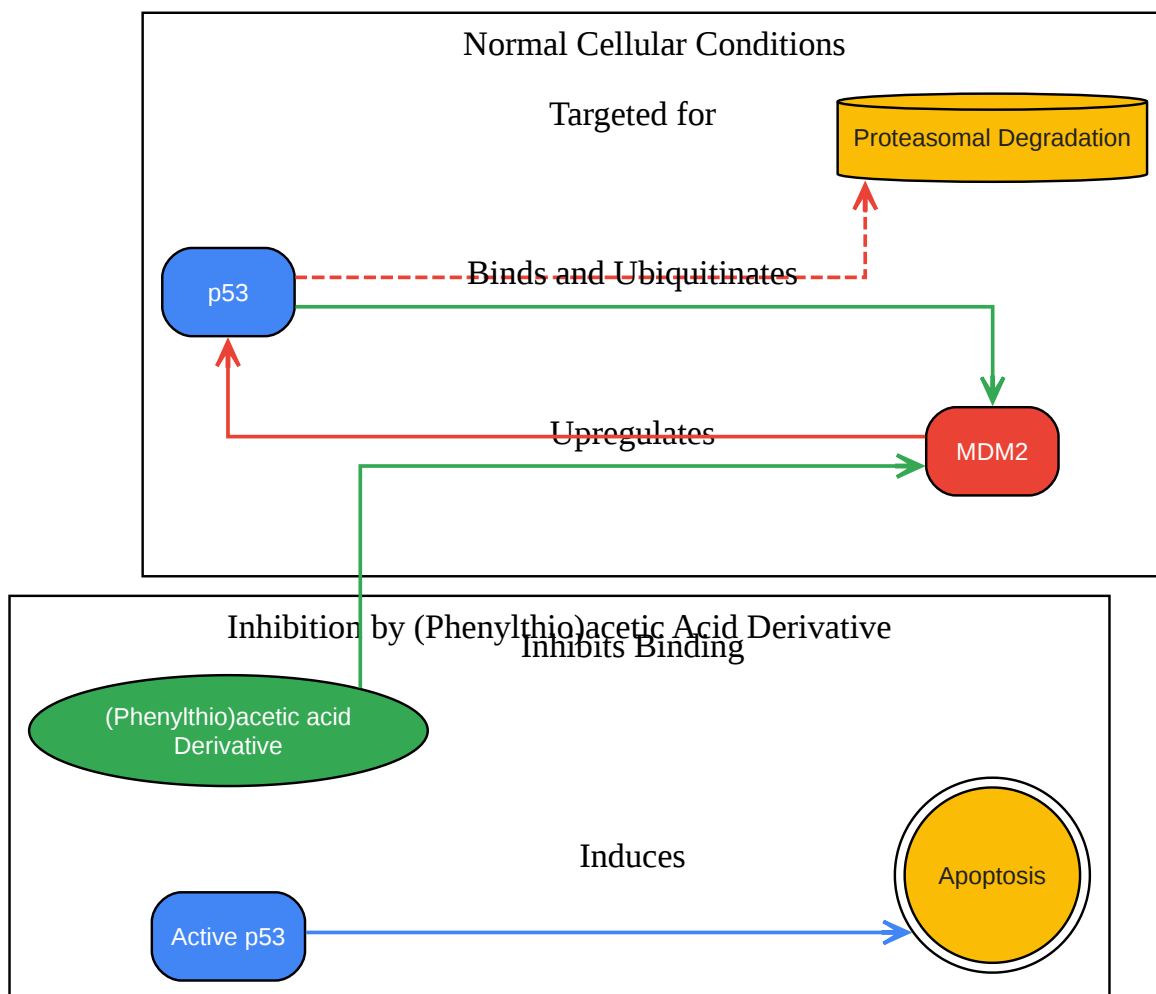 Normal Cellular Conditions
Targeted for
Proteasomal Degradation
Binds and Ubiquitinates
p53
Upregulates
MDM2
Inhibition by (Phenylthio)acetic Acid Derivative
Inhibits Binding
(Phenylthio)acetic acid
Derivative
Induces
Apoptosis
Active p53